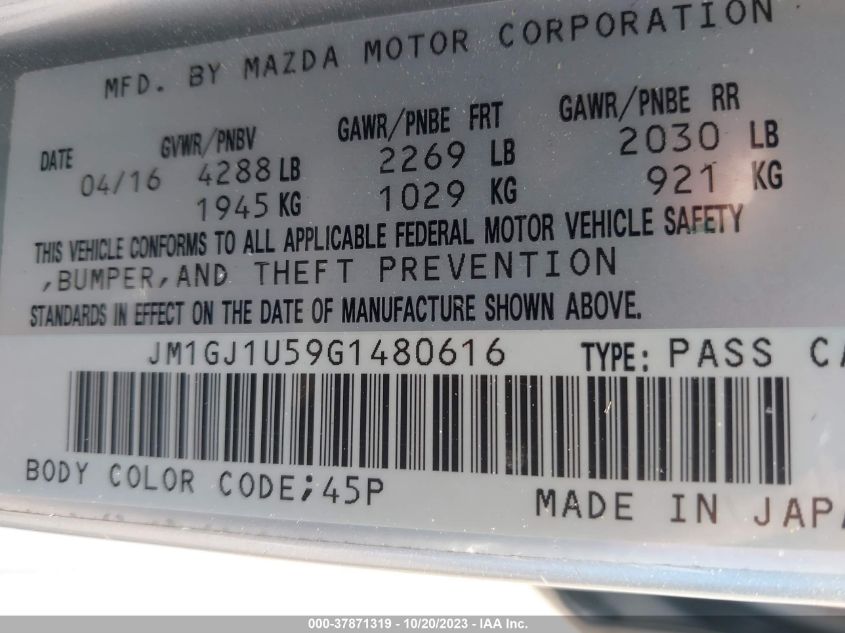 MFD. BY MAZDA MOTOR CORPORATION
DATE GVWR/PNBV GAWR/PNBE FRT GAWR/PNBE RR
04/16 4288 LB 2269 LB 2030 LB
1945 KG 1029 KG 921 KG
THIS VEHICLE CONFORMS TO ALL APPLICABLE FEDERAL MOTOR VEHICLE SAFETY
,BUMPER,AND THEFT PREVENTION
STANDARDS IN EFFECT ON THE DATE OF MANUFACTURE SHOWN ABOVE.
JM1GJ1U59G1480616 TYPE: PASS CA
BODY COLOR CODE;45P
MADE IN JAPA
000-37871319 - 10/20/2023 - IAA Inc.